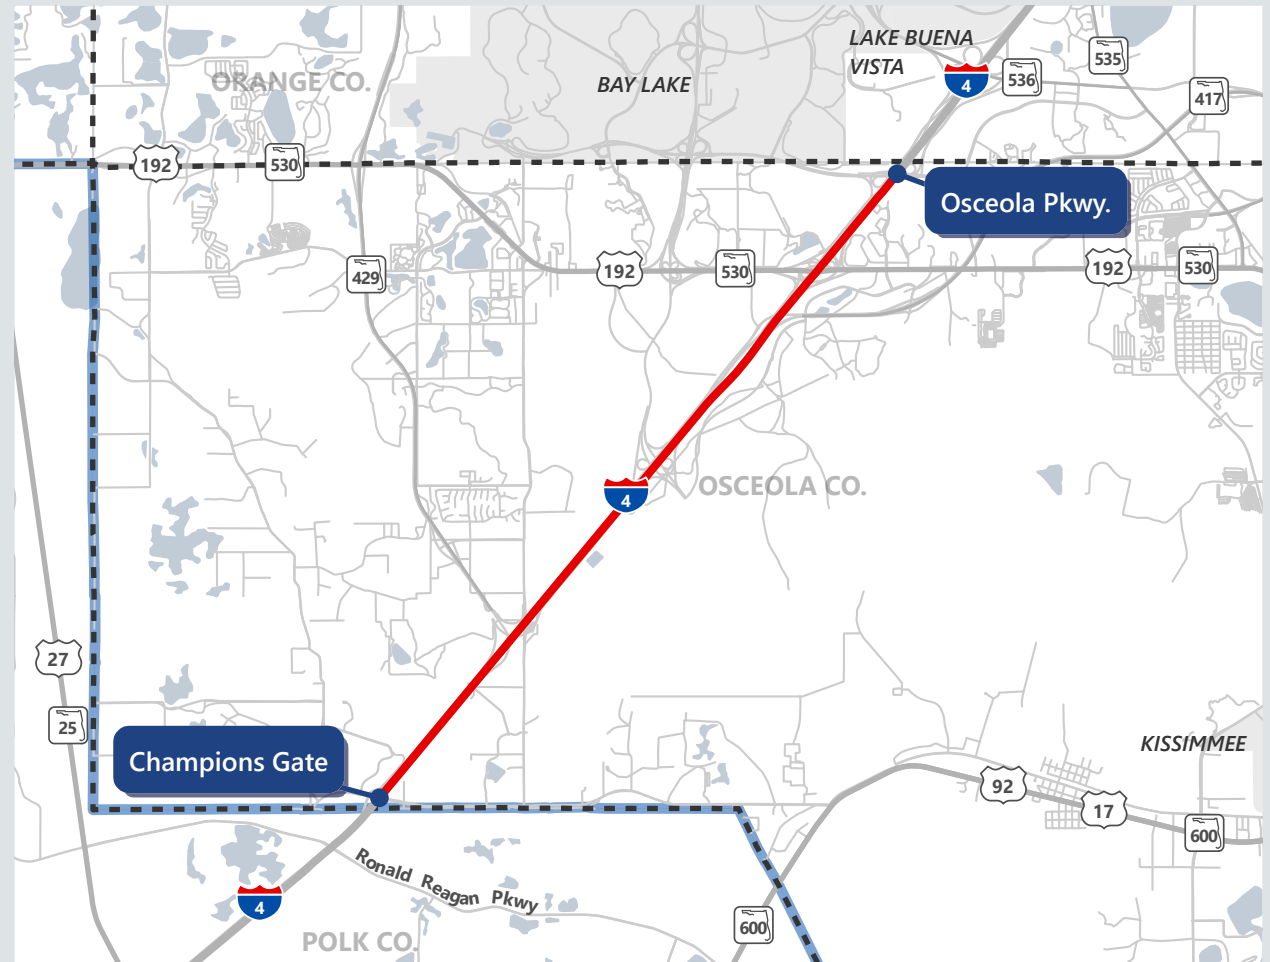 LAKE BUENA
VISTA
ORANGE CO.
BAY LAKE
4
536
535
417
192
530
Osceola Pkwy.
429
192
530
192
530
4
OSCEOLA CO.
27
25
Champions Gate
KISSIMMEE
92
17
600
Ronald Reagan Pkwy
4
POLK CO.
600